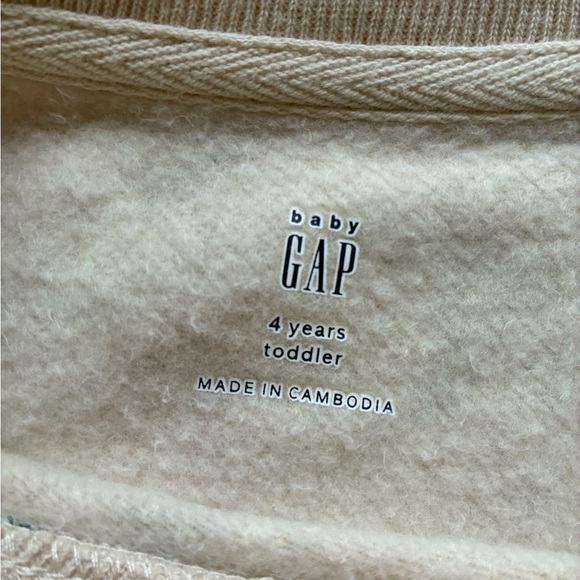 baby
GAP
4 years
toddler
MADE IN CAMBODIA